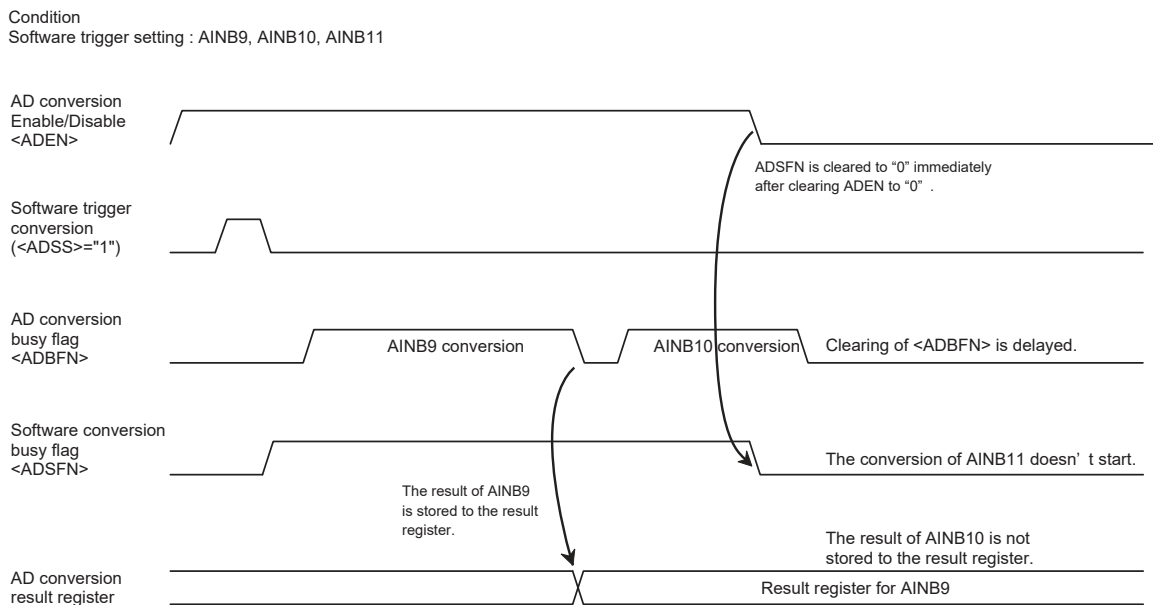 Condition
Software trigger setting : AINB9, AINB10, AINB11
AD conversion
Enable/Disable
<ADEN>
ADSFN is cleared to “0” immediately
after clearing ADEN to “0” .
Software trigger
conversion
(<ADSS>="1")
AD conversion
busy flag
<ADBFN>
AINB9 conversion
AINB10 conversion
Clearing of <ADBFN> is delayed.
Software conversion
busy flag
<ADSFN>
The conversion of AINB11 doesn’ t start.
The result of AINB9
is stored to the result
register.
The result of AINB10 is not
stored to the result register.
AD conversion
result register
Result register for AINB9